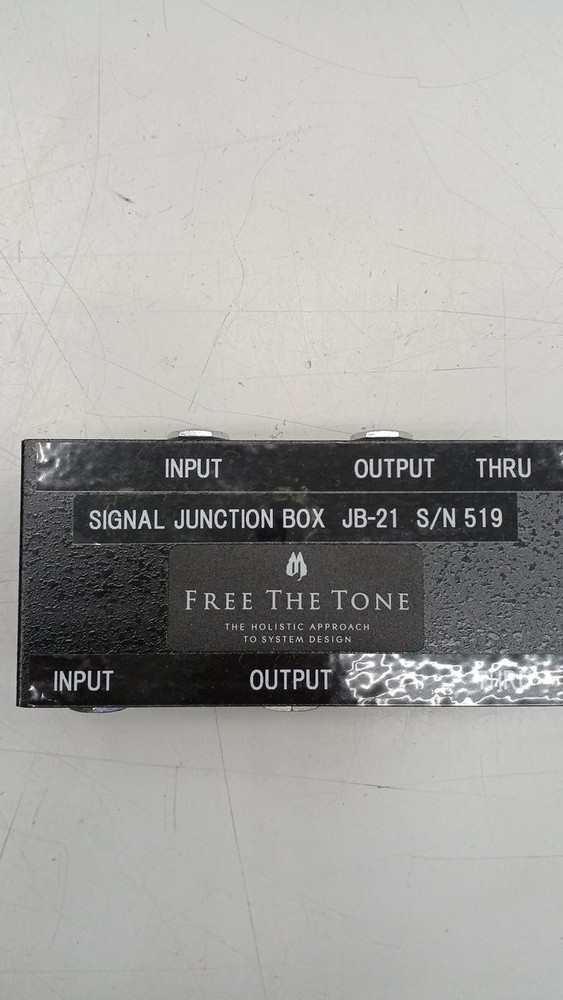 INPUT OUTPUT THRU
SIGNAL JUNCTION BOX JB-21 S/N 519
FREE THE TONE
THE HOLISTIC APPROACH
TO SYSTEM DESIGN
INPUT OUTPUT THRU